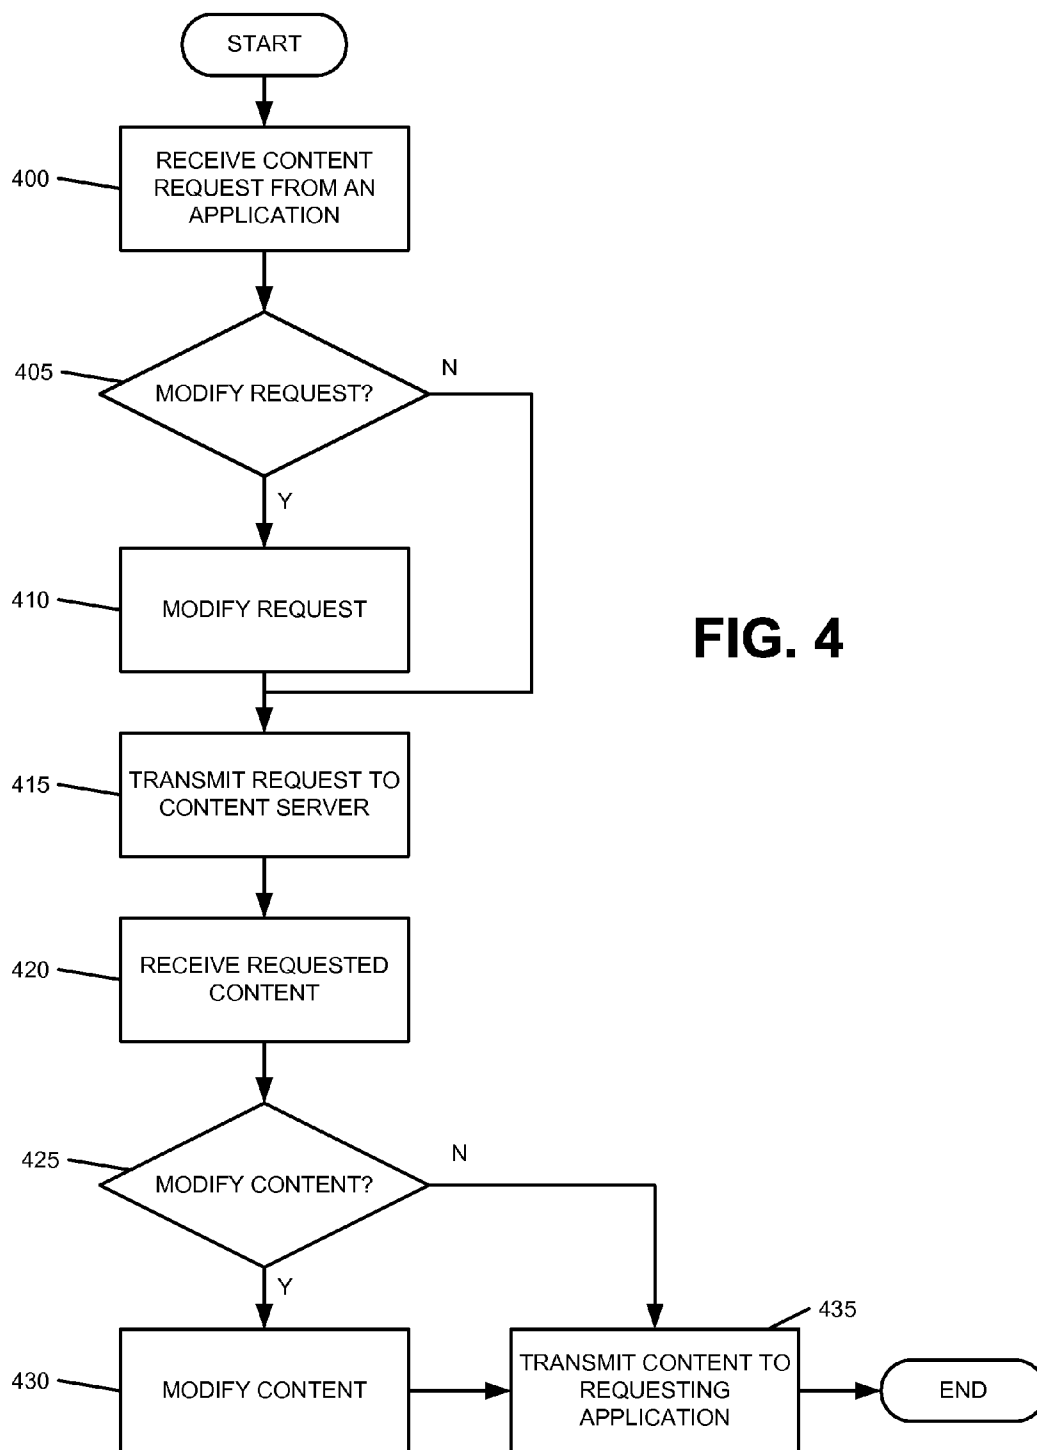 START
400
RECEIVE CONTENT
REQUEST FROM AN
APPLICATION
405
MODIFY REQUEST?
N
Y
410
MODIFY REQUEST
FIG. 4
415
TRANSMIT REQUEST TO
CONTENT SERVER
420
RECEIVE REQUESTED
CONTENT
425
MODIFY CONTENT?
N
Y
430
MODIFY CONTENT
435
TRANSMIT CONTENT TO
REQUESTING
APPLICATION
END